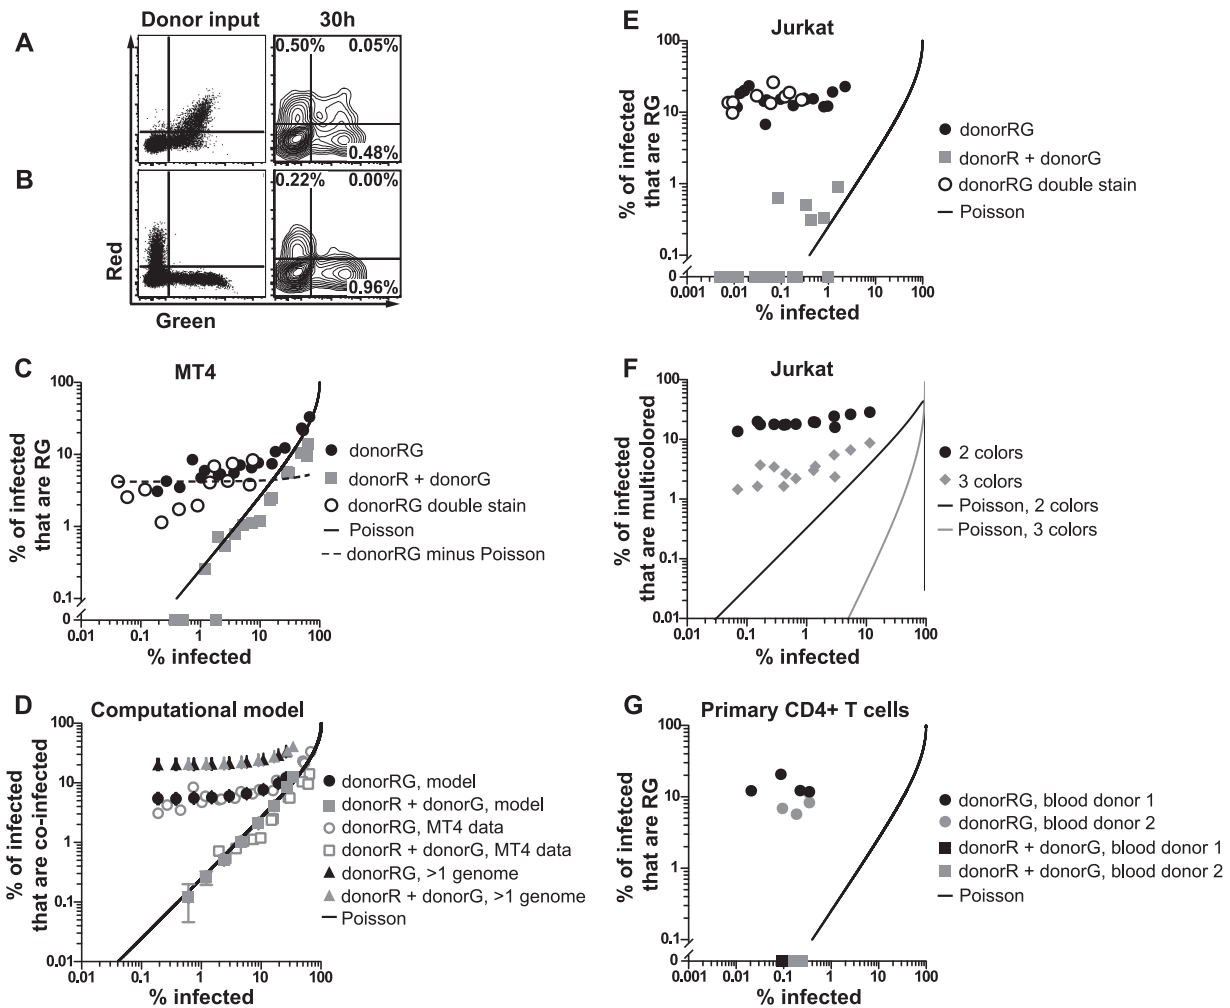 A
Donor input
30h
0.50%
0.05%
0.48%
B
0.22%
0.00%
0.96%
Red
Green
C
MT4
% of infected
that are RG
100
10
1
0.1
0
0.01
0.1
1
10
100
% infected
donorRG
donorR + donorG
donorRG double stain
Poisson
donorRG minus Poisson
D
Computational model
% of infected
that are co-infected
100
10
1
0.1
0.01
0.01
0.1
1
10
100
% infected
donorRG, model
donorR + donorG, model
donorRG, MT4 data
donorR + donorG, MT4 data
donorRG, >1 genome
donorR + donorG, >1 genome
Poisson
E
Jurkat
% of infected
that are RG
100
10
1
0.1
0
0.001
0.01
0.1
1
10
100
% infected
donorRG
donorR + donorG
donorRG double stain
Poisson
F
Jurkat
% of infected
that are multicolored
100
10
1
0.1
0.01
0.01
0.1
1
10
100
% infected
2 colors
3 colors
Poisson, 2 colors
Poisson, 3 colors
G
Primary CD4+ T cells
% of infetced
that are RG
100
10
1
0.1
0
0.001
0.01
0.1
1
10
100
% infected
donorRG, blood donor 1
donorRG, blood donor 2
donorR + donorG, blood donor 1
donorR + donorG, blood donor 2
Poisson